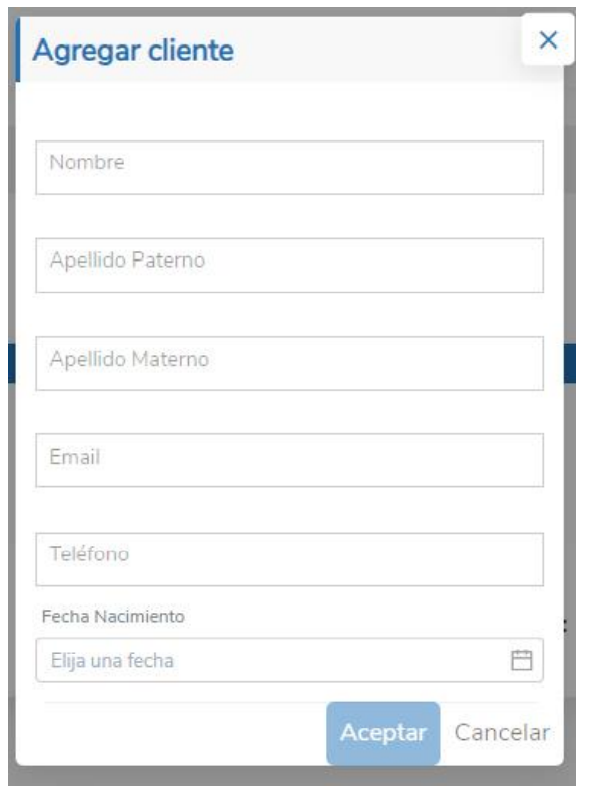 Agregar cliente
Nombre
Apellido Paterno
Apellido Materno
Email
Teléfono
Fecha Nacimiento
Elija una fecha
Aceptar Cancelar